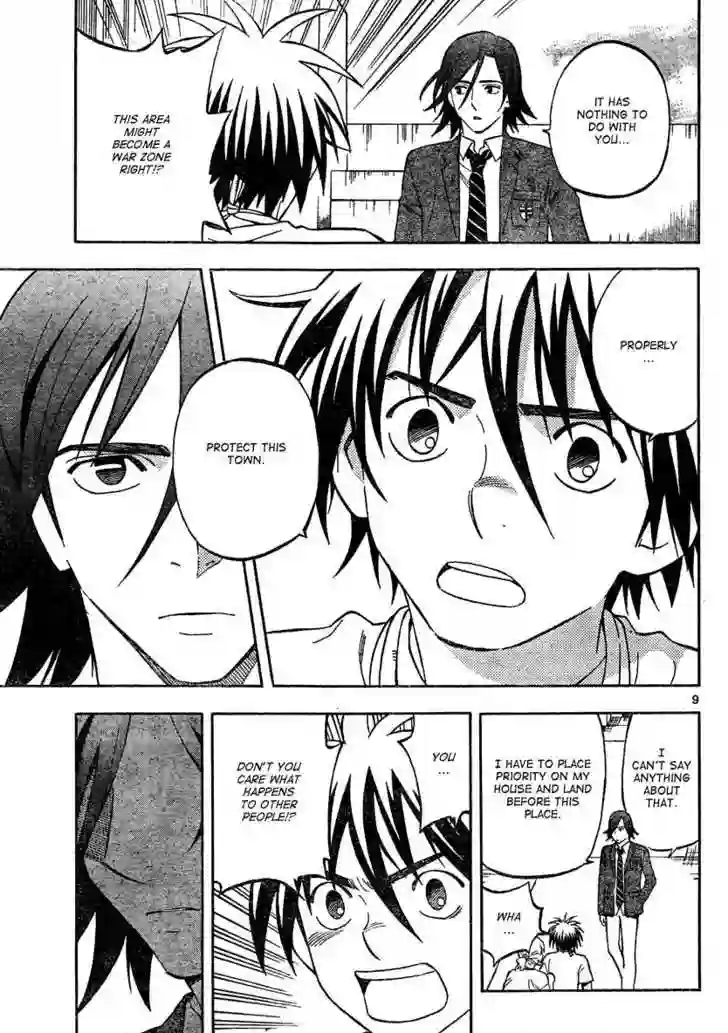 IT HAS
NOTHING TO
DO WITH
YOU...
THIS AREA
MIGHT
BECOME A
WAR ZONE
RIGHT!?
PROPERLY
...
PROTECT THIS
TOWN.
9
I
CAN'T SAY
ANYTHING
ABOUT
THAT.
I HAVE TO PLACE
PRIORITY ON MY
HOUSE AND LAND
BEFORE THIS
PLACE.
WHA
...
YOU
...
DON'T YOU
CARE WHAT
HAPPENS
TO OTHER
PEOPLE!?